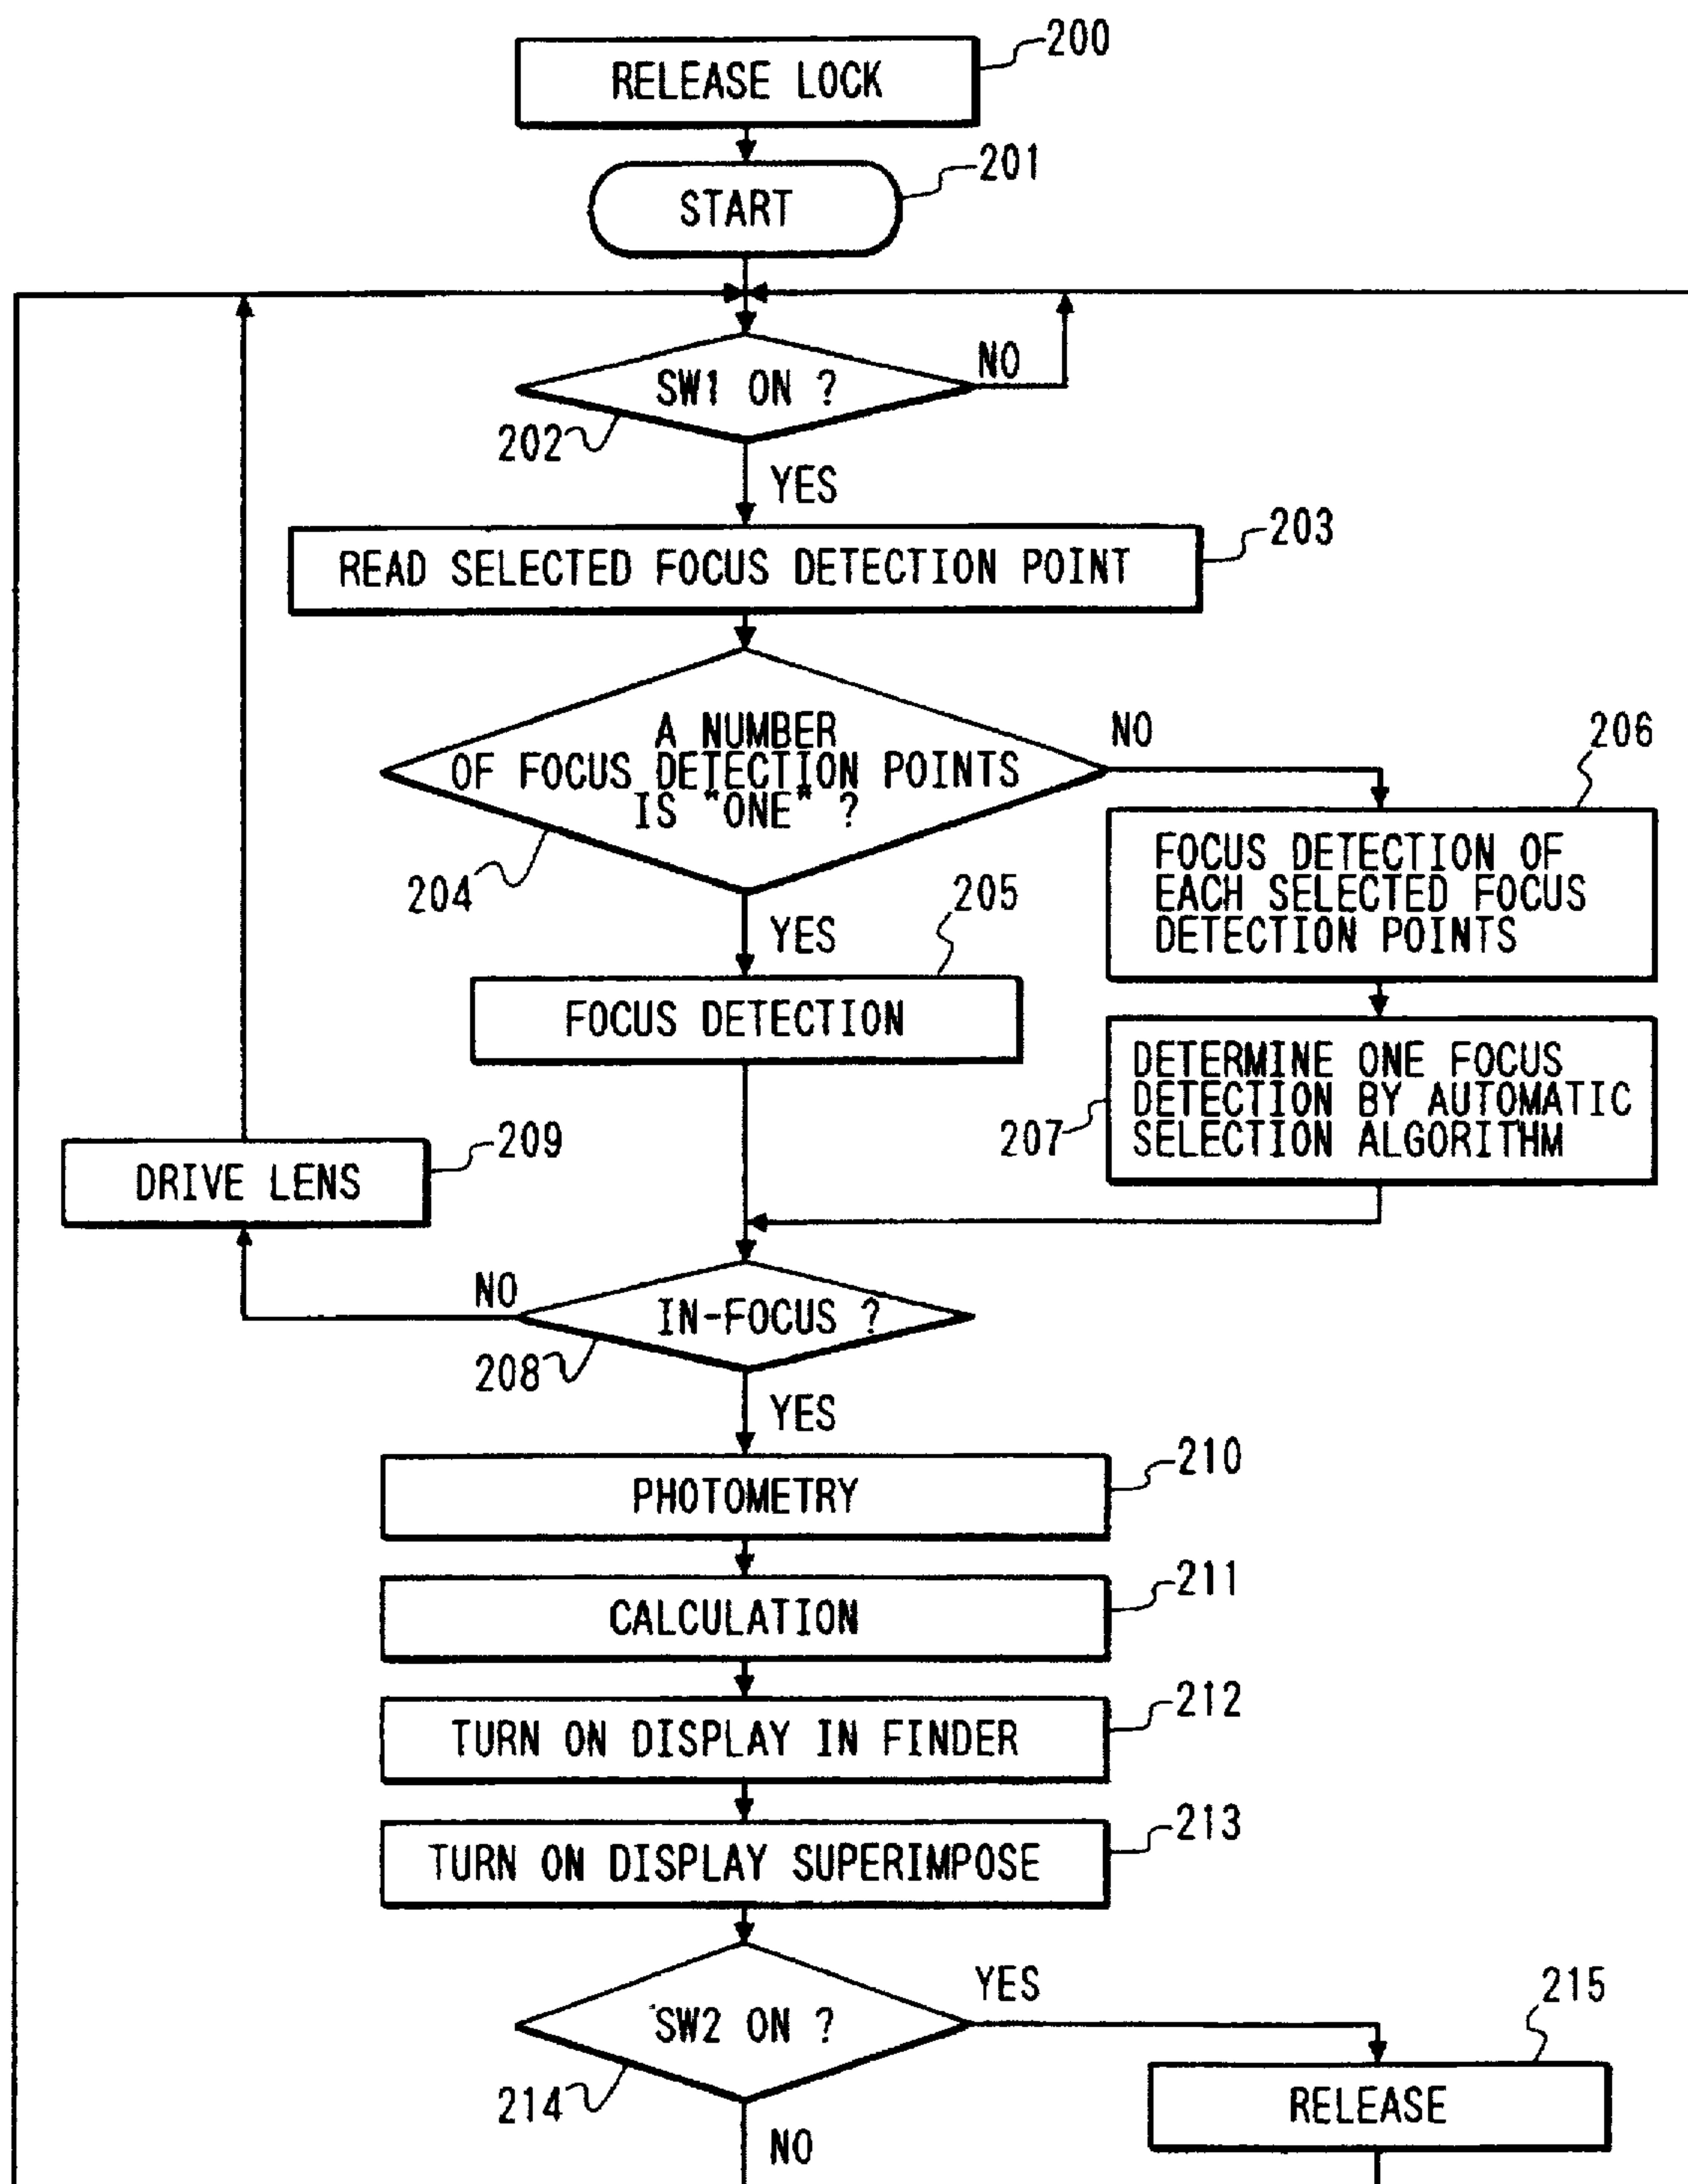 200
RELEASE LOCK
201
START
SW1 ON ?
NO
202
YES
203
READ SELECTED FOCUS DETECTION POINT
A NUMBER
OF FOCUS DETECTION POINTS
IS "ONE" ?
NO
204
206
FOCUS DETECTION OF
EACH SELECTED FOCUS
DETECTION POINTS
YES
205
FOCUS DETECTION
DETERMINE ONE FOCUS
DETECTION BY AUTOMATIC
SELECTION ALGORITHM
207
209
DRIVE LENS
NO
IN-FOCUS ?
208
YES
210
PHOTOMETRY
211
CALCULATION
212
TURN ON DISPLAY IN FINDER
213
TURN ON DISPLAY SUPERIMPOSE
SW2 ON ?
YES
214
215
RELEASE
NO